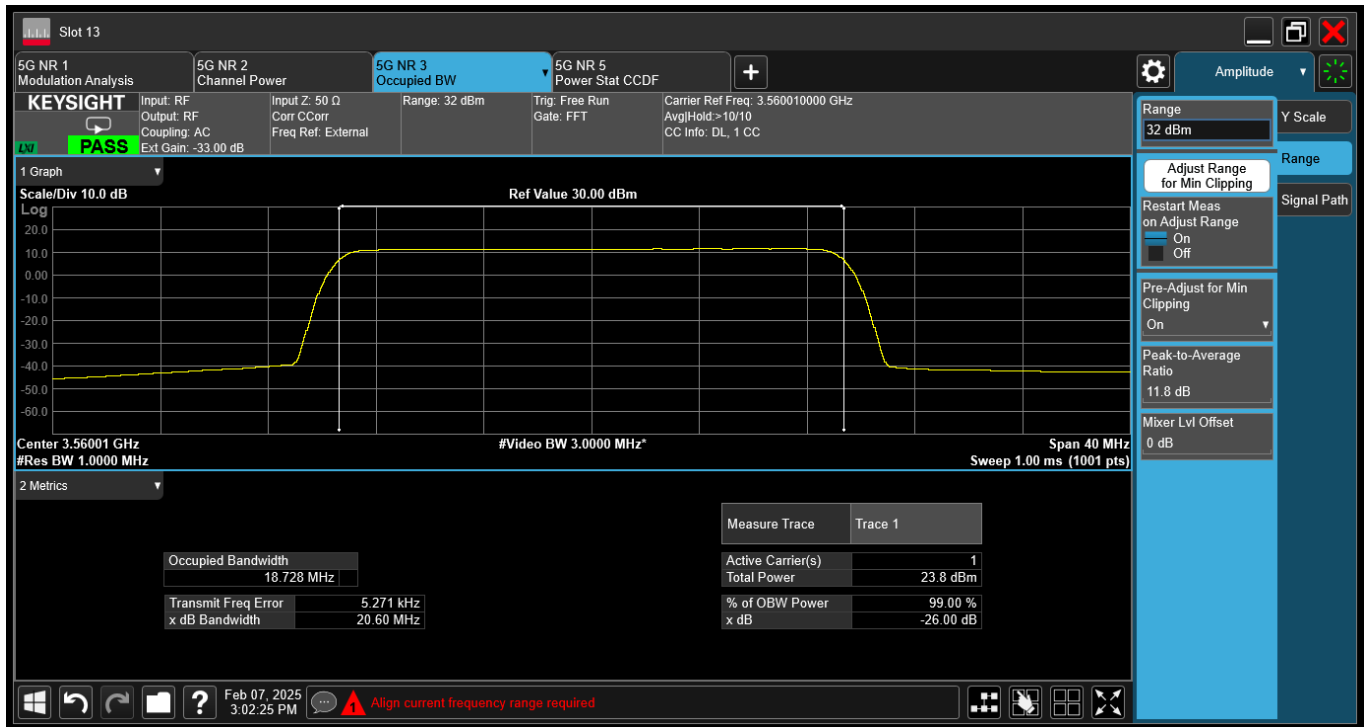 Slot 13
5G NR 1
Modulation Analysis
5G NR 2
Channel Power
5G NR 3
Occupied BW
5G NR 5
Power Stat CCDF
Amplitude
KEYSIGHT
LXI
PASS
Input: RF
Output: RF
Coupling: AC
Ext Gain: -33.00 dB
Input Z: 50 Ω
Corr CCorr
Freq Ref: External
Range: 32 dBm
Trig: Free Run
Gate: FFT
Carrier Ref Freq: 3.560010000 GHz
Avg|Hold:>10/10
CC Info: DL, 1 CC
1 Graph
Scale/Div 10.0 dB
Ref Value 30.00 dBm
Log
20.0
10.0
0.00
-10.0
-20.0
-30.0
-40.0
-50.0
-60.0
Center 3.56001 GHz
#Video BW 3.0000 MHz*
Span 40 MHz
#Res BW 1.0000 MHz
Sweep 1.00 ms (1001 pts)
2 Metrics
Measure Trace Trace 1
Occupied Bandwidth
18.728 MHz
Transmit Freq Error 5.271 kHz
x dB Bandwidth 20.60 MHz
Active Carrier(s) 1
Total Power 23.8 dBm
% of OBW Power 99.00 %
x dB -26.00 dB
Range
32 dBm
Adjust Range
for Min Clipping
Restart Meas
on Adjust Range
On
Off
Pre-Adjust for Min
Clipping
On
Peak-to-Average
Ratio
11.8 dB
Mixer Lvl Offset
0 dB
Y Scale
Range
Signal Path
?
Feb 07, 2025
3:02:25 PM
1
Align current frequency range required